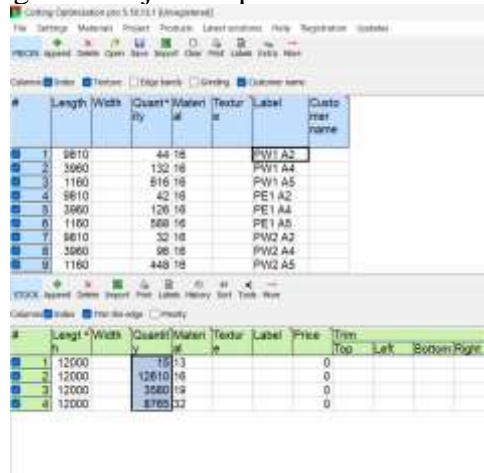 Cutting Optimization pro 5.10.10.1 [Unregistered]
File Settings Materials Project Products Latest solutions Help Registration Updates
PIECES Append Delete Open Save Import Clear Print Labels Extra More
Columns Index Texture Edge bands Grinding Customer name
# Length Width Quantity Material Texture Label Customer name
1 9810 44 16 PW1 A2
2 3960 132 16 PW1 A4
3 1160 616 16 PW1 A5
4 9810 42 16 PE1 A2
5 3960 126 16 PE1 A4
6 1160 588 16 PE1 A5
7 9810 32 16 PW2 A2
8 3960 96 16 PW2 A4
9 1160 448 16 PW2 A5
STOCK Append Delete Import Print Labels History Sort Tools More
Columns Index Trim the edge Priority
# Length Width Quantity Material Texture Label Price Trim
Top Left Bottom Right
1 12000 15 13 0
2 12000 12610 16 0
3 12000 3580 19 0
4 12000 8765 32 0